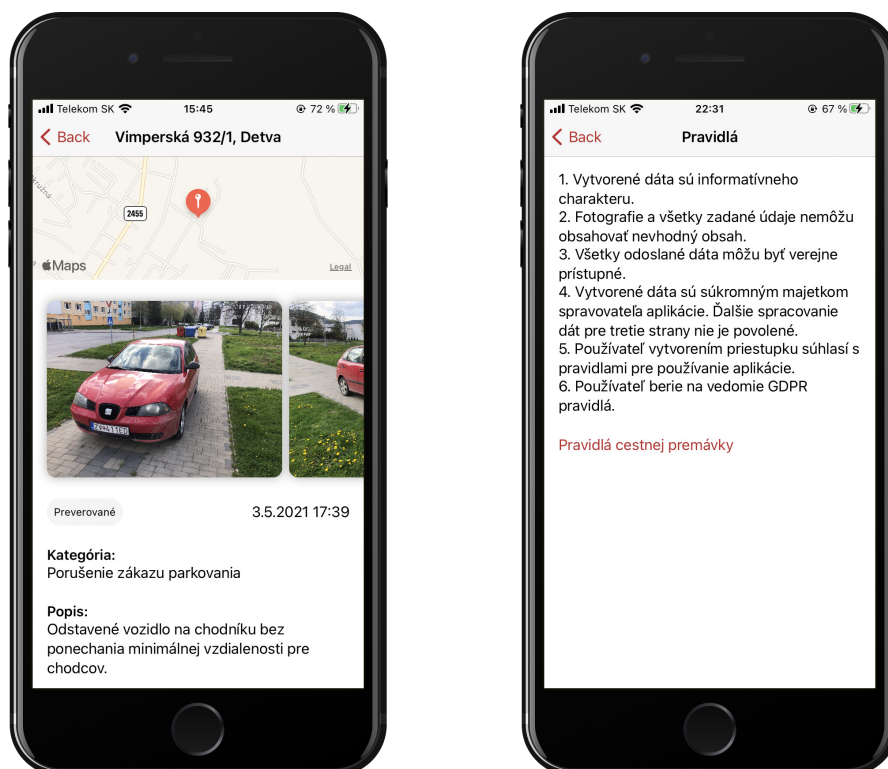 Telekom SK
15:45
72 %
Back
Vimperská 932/1, Detva
2455
Maps
Legal
Preverované
3.5.2021 17:39
Kategória:
Porušenie zákazu parkovania
Popis:
Odstavené vozidlo na chodníku bez
ponechania minimálnej vzdialenosti pre
chodcov.
Telekom SK
22:31
67 %
Back
Pravidlá
1. Vytvorené dáta sú informatívneho
charakteru.
2. Fotografie a všetky zadané údaje nemôžu
obsahovať nevhodný obsah.
3. Všetky odoslané dáta môžu byť verejne
prístupné.
4. Vytvorené dáta sú súkromným majetkom
spravovateľa aplikácie. Ďalšie spracovanie
dát pre tretie strany nie je povolené.
5. Používateľ vytvorením priestupku súhlasí s
pravidlami pre používanie aplikácie.
6. Používateľ berie na vedomie GDPR
pravidlá.
Pravidlá cestnej premávky